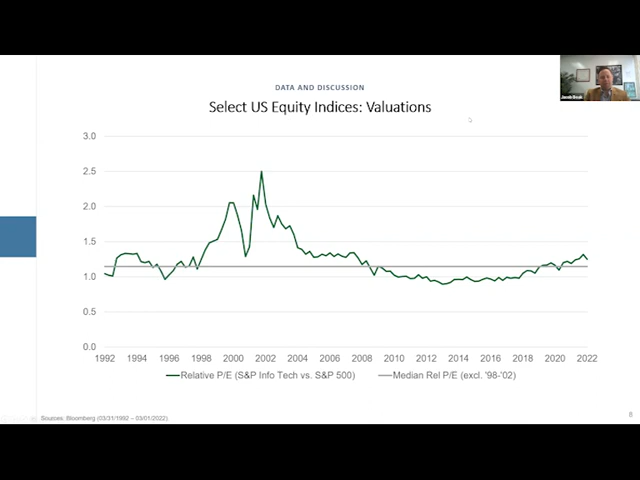 DATA AND DISCUSSION
Select US Equity Indices: Valuations
3.0
2.5
2.0
1.5
1.0
0.5
0.0
1992 1994 1996 1998 2000 2002 2004 2006 2008 2010 2012 2014 2016 2018 2020 2022
Relative P/E (S&P Info Tech vs. S&P 500) Median Rel P/E (excl. '98-'02)
Sources: Bloomberg (03/31/1992 – 03/01/2022)
8